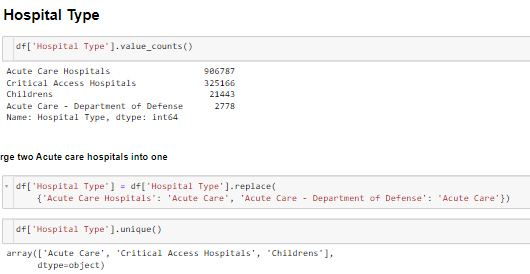 Hospital Type
df['Hospital Type'].value_counts()
Acute Care Hospitals 906787
Critical Access Hospitals 325166
Childrens 21443
Acute Care - Department of Defense 2778
Name: Hospital Type, dtype: int64
rge two Acute care hospitals into one
df['Hospital Type'] = df['Hospital Type'].replace(
{'Acute Care Hospitals': 'Acute Care', 'Acute Care - Department of Defense': 'Acute Care'})
df['Hospital Type'].unique()
array(['Acute Care', 'Critical Access Hospitals', 'Childrens'],
dtype=object)